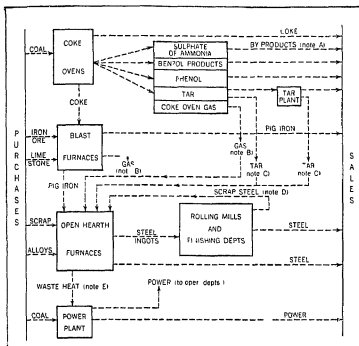 COKE
COAL
COKE
OVENS
SULPHATE
OF AMMONIA
BENZOL PRODUCTS
PHENOL
TAR
COKE OVEN GAS
BY PRODUCTS (note A)
TAR
PLANT
COKE
PURCHASES
SALES
IRON
ORE
LIME
STONE
BLAST
FURNACES
PIG IRON
GAS
(note B)
GAS
note B)
TAR
note C)
TAR
note C)
PIG IRON
SCRAP STEEL (note D)
SCRAP
ALLOYS
OPEN HEARTH
FURNACES
STEEL
INGOTS
ROLLING MILLS
AND
FINISHING DEPTS
STEEL
STEEL
WASTE HEAT (note E)
POWER (to oper depts)
COAL
POWER
PLANT
POWER